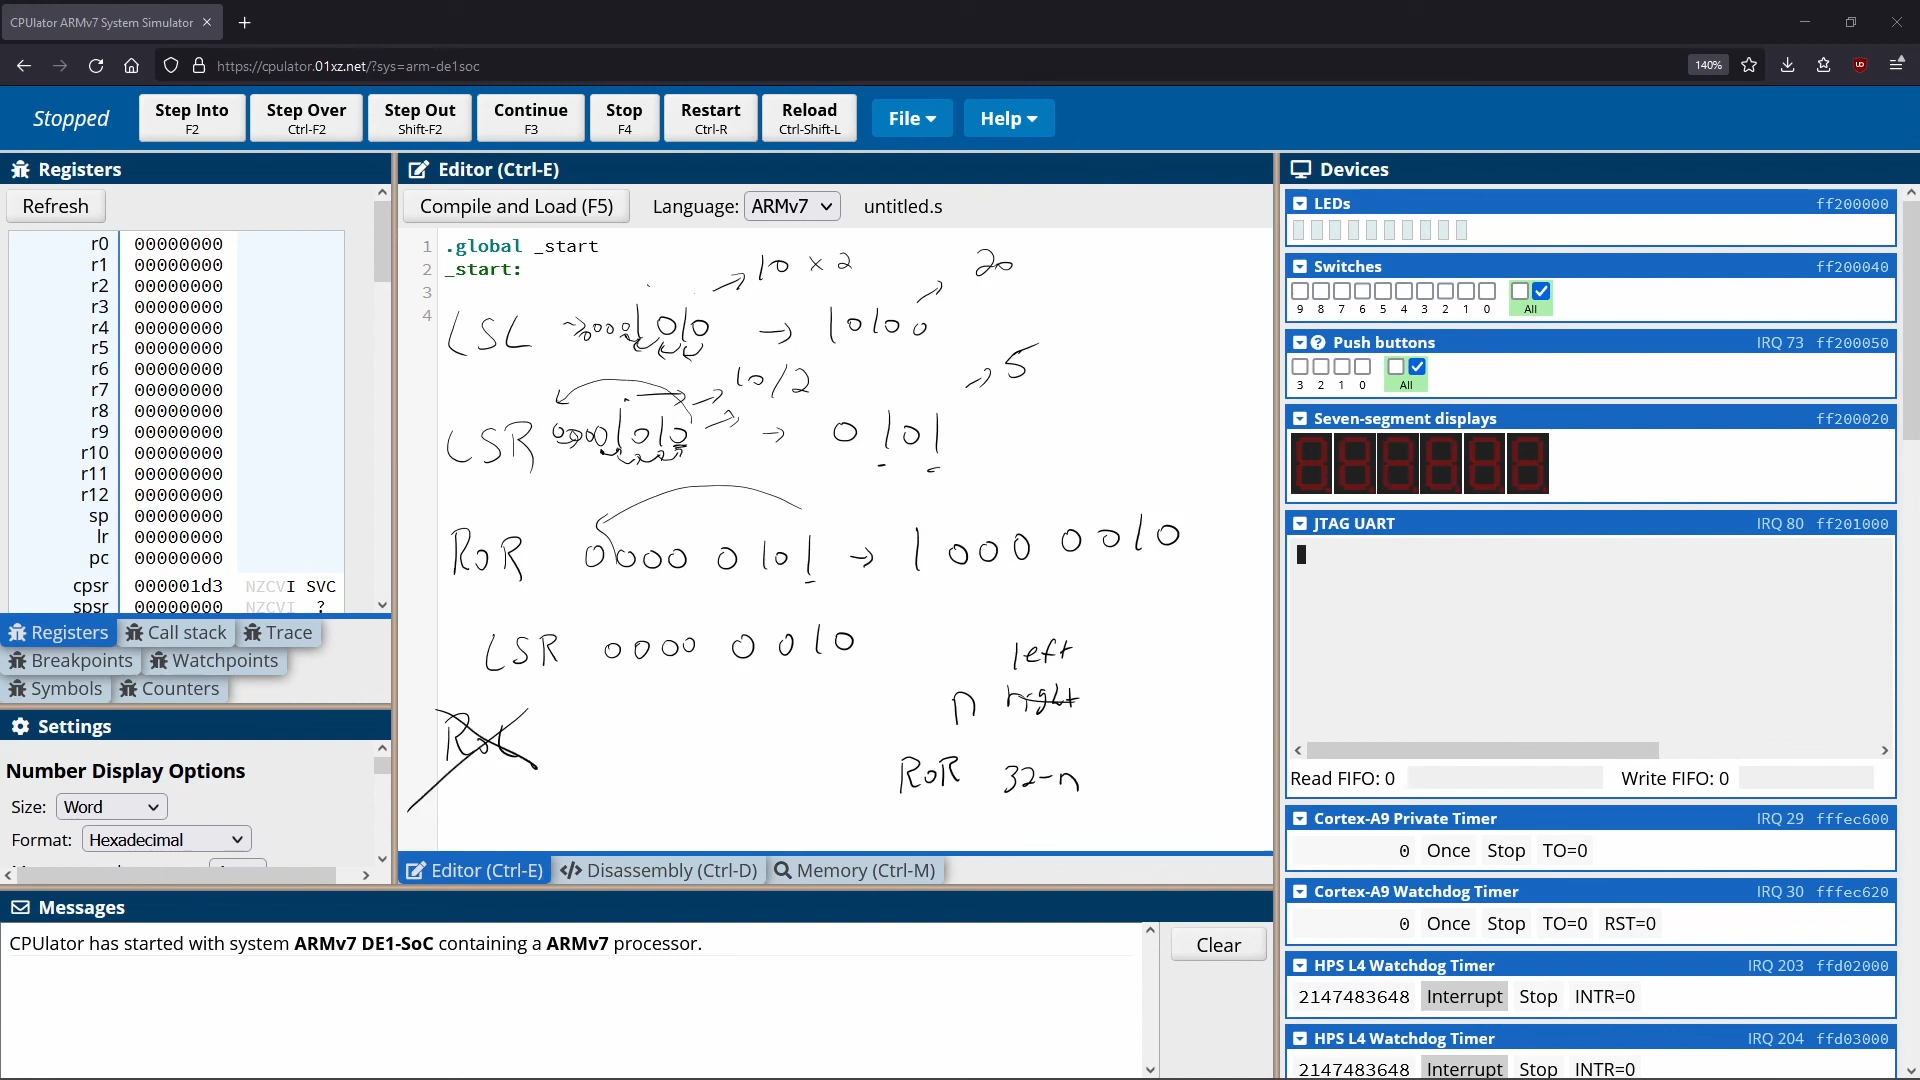 CPUlator ARMv7 System Simulator
https://cpulator.01xz.net/?sys=arm-de1soc
140%
Stopped
Step Into
F2
Step Over
Ctrl-F2
Step Out
Shift-F2
Continue
F3
Stop
F4
Restart
Ctrl-R
Reload
Ctrl-Shift-L
File
Help
Registers
Refresh
r0 00000000
r1 00000000
r2 00000000
r3 00000000
r4 00000000
r5 00000000
r6 00000000
r7 00000000
r8 00000000
r9 00000000
r10 00000000
r11 00000000
r12 00000000
sp 00000000
lr 00000000
pc 00000000
cpsr 000001d3 NZCVI SVC
spsr 00000000 NZCVI ?
Registers Call stack Trace
Breakpoints Watchpoints
Symbols Counters
Settings
Number Display Options
Size: Word
Format: Hexadecimal
Editor (Ctrl-E)
Compile and Load (F5) Language: ARMv7 untitled.s
1 .global _start
2 _start:
3
4
10 × 2
20
LSL 0000 1010 → 10100
10/2
5
LSR 0000 1010 → 0101
ROR 0000 0101 → 1000 0010
LSR 0000 0010
left
n right
ROR 32-n
Editor (Ctrl-E) Disassembly (Ctrl-D) Memory (Ctrl-M)
Messages
CPUlator has started with system ARMv7 DE1-SoC containing a ARMv7 processor.
Clear
Devices
LEDs ff200000
Switches ff200040
9 8 7 6 5 4 3 2 1 0 All
Push buttons IRQ 73 ff200050
3 2 1 0 All
Seven-segment displays ff200020
JTAG UART IRQ 80 ff201000
Read FIFO: 0 Write FIFO: 0
Cortex-A9 Private Timer IRQ 29 fffec600
0 Once Stop TO=0
Cortex-A9 Watchdog Timer IRQ 30 fffec620
0 Once Stop TO=0 RST=0
HPS L4 Watchdog Timer IRQ 203 ffd02000
2147483648 Interrupt Stop INTR=0
HPS L4 Watchdog Timer IRQ 204 ffd03000
2147483648 Interrupt Stop INTR=0